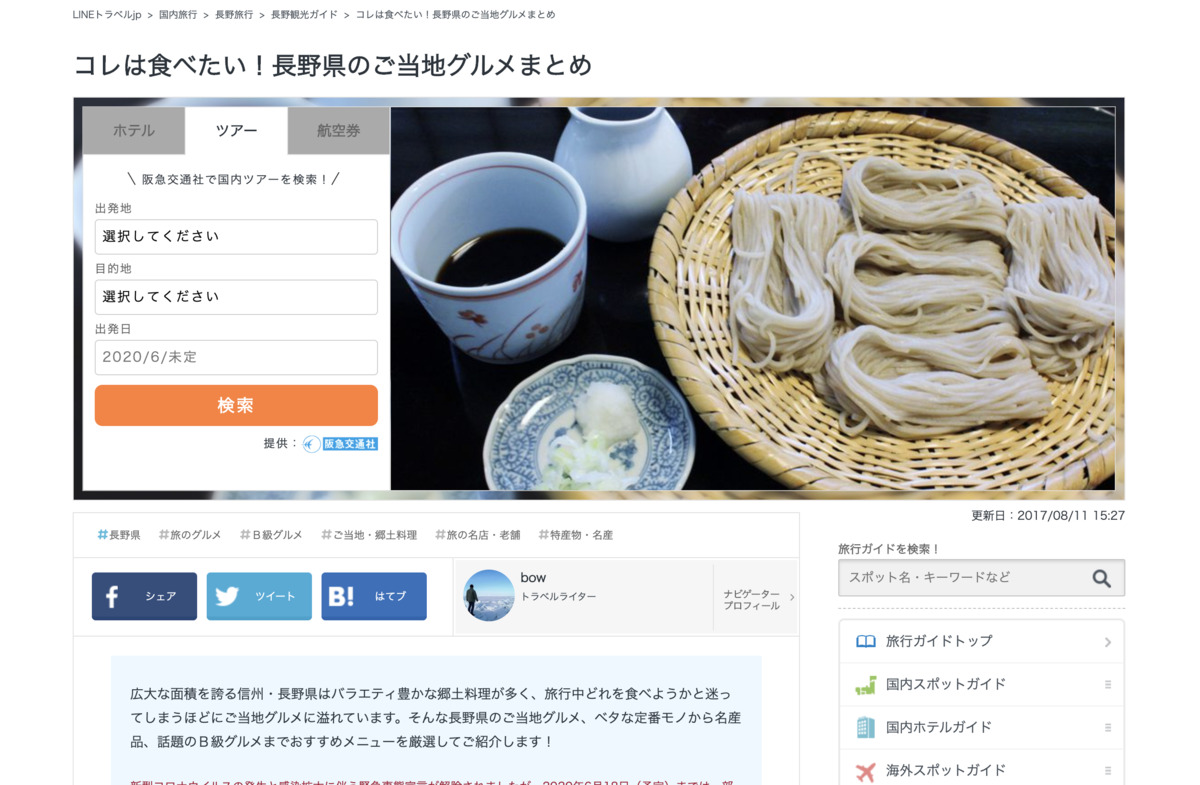 LINEトラベルjp > 国内旅行 > 長野旅行 > 長野観光ガイド > コレは食べたい！長野県のご当地グルメまとめ
コレは食べたい！長野県のご当地グルメまとめ
ホテル
ツアー
航空券
\ 阪急交通社で国内ツアーを検索！/
出発地
選択してください
目的地
選択してください
出発日
2020/6/未定
検索
提供：阪急交通社
更新日：2017/08/11 15:27
#長野県 #旅のグルメ #Ｂ級グルメ #ご当地・郷土料理 #旅の名店・老舗 #特産物・名産
シェア
ツイート
B! はてブ
bow
トラベルライター
ナビゲーター
プロフィール
広大な面積を誇る信州・長野県はバラエティ豊かな郷土料理が多く、旅行中どれを食べようかと迷っ
てしまうほどにご当地グルメに溢れています。そんな長野県のご当地グルメ、ベタな定番モノから名産
品、話題のＢ級グルメまでおすすめメニューを厳選してご紹介します！
旅行ガイドを検索！
スポット名・キーワードなど
旅行ガイドトップ
国内スポットガイド
国内ホテルガイド
海外スポットガイド